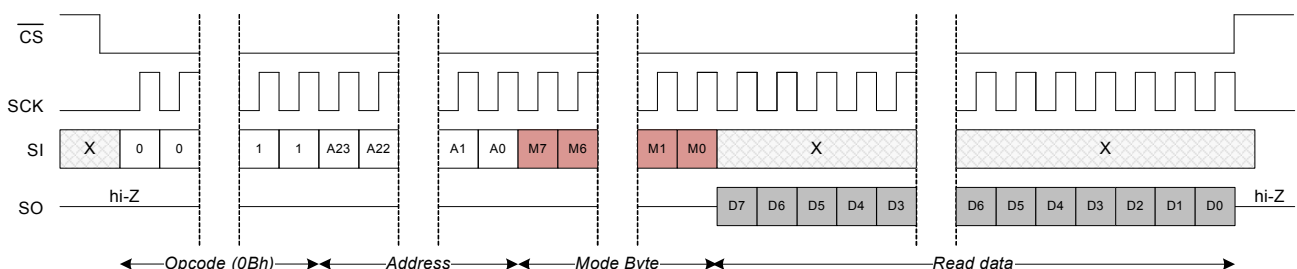 CS
SCK
SI X 0 0 1 1 A23 A22 A1 A0 M7 M6 M1 M0 X X
SO hi-Z D7 D6 D5 D4 D3 D6 D5 D4 D3 D2 D1 D0 hi-Z
Opcode (0Bh) Address Mode Byte Read data